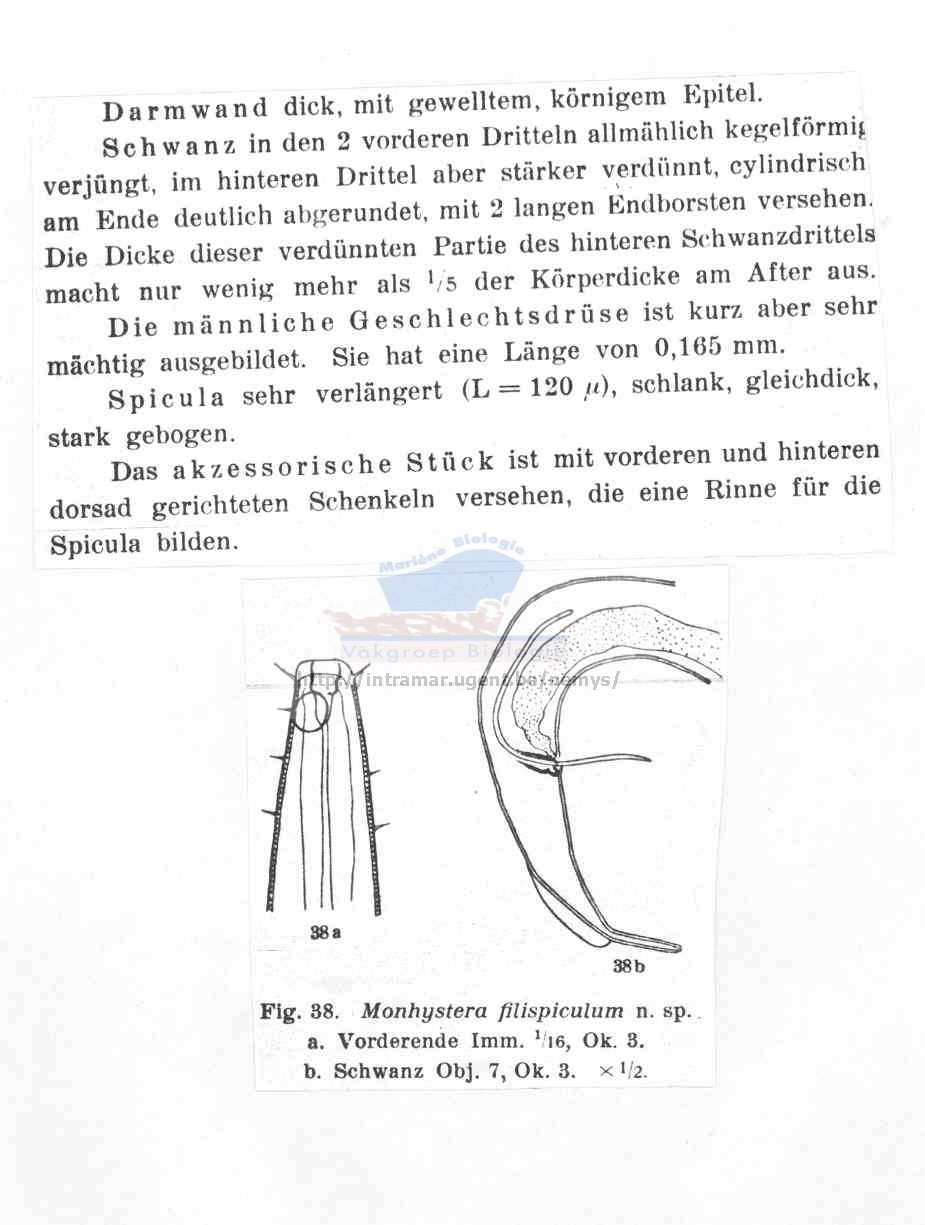 Darmwand dick, mit gewelltem, körnigem Epitel.
Schwanz in den 2 vorderen Dritteln allmählich kegelförmig
verjüngt, im hinteren Drittel aber stärker verdünnt, cylindrisch
am Ende deutlich abgerundet, mit 2 langen Endborsten versehen.
Die Dicke dieser verdünnten Partie des hinteren Schwanzdrittels
macht nur wenig mehr als 1/5 der Körperdicke am After aus.
Die männliche Geschlechtsdrüse ist kurz aber sehr
mächtig ausgebildet. Sie hat eine Länge von 0,165 mm.
Spicula sehr verlängert (L = 120 µ), schlank, gleichdick,
stark gebogen.
Das akzessorische Stück ist mit vorderen und hinteren
dorsad gerichteten Schenkeln versehen, die eine Rinne für die
Spicula bilden.
Mariene Biologie
Vakgroep Biologie
http://intramar.ugent.be/nemys/
38a
38b
Fig. 38. Monhystera filispiculum n. sp.
a. Vorderende Imm. 1/16, Ok. 3.
b. Schwanz Obj. 7, Ok. 3. × 1/2.